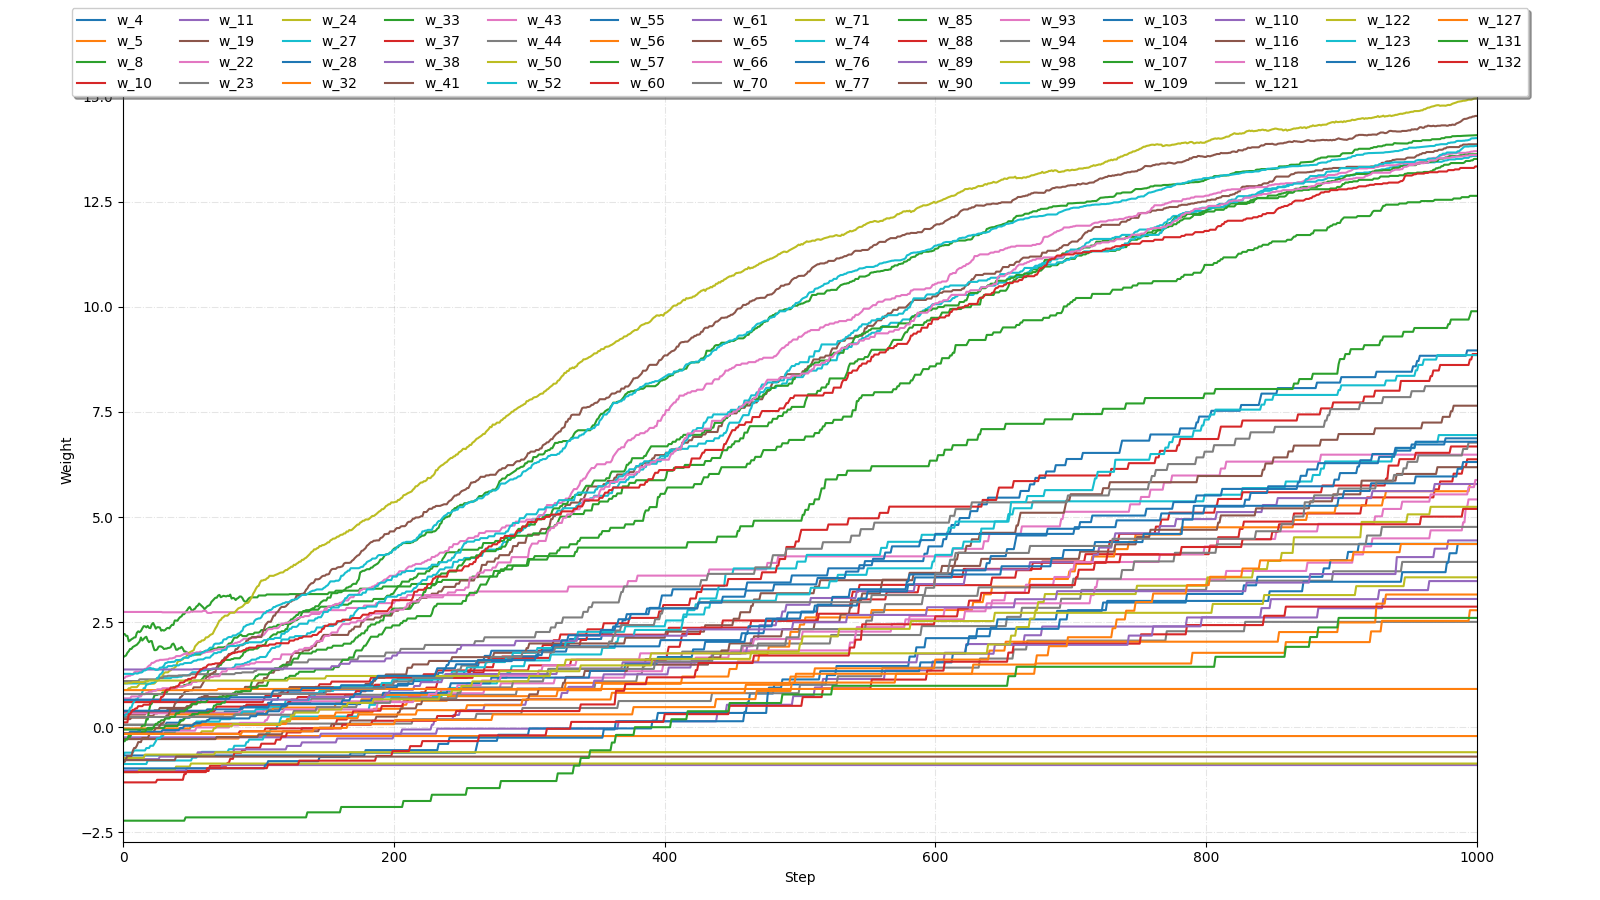 w_4 w_11 w_24 w_33 w_43 w_55 w_61 w_71 w_85 w_93 w_103 w_110 w_122 w_127
w_5 w_19 w_27 w_37 w_44 w_56 w_65 w_74 w_88 w_94 w_104 w_116 w_123 w_131
w_8 w_22 w_28 w_38 w_50 w_57 w_66 w_76 w_89 w_98 w_107 w_118 w_126 w_132
w_10 w_23 w_32 w_41 w_52 w_60 w_70 w_77 w_90 w_99 w_109 w_121
15.0
12.5
10.0
7.5
5.0
2.5
0.0
−2.5
Weight
0 200 400 600 800 1000
Step